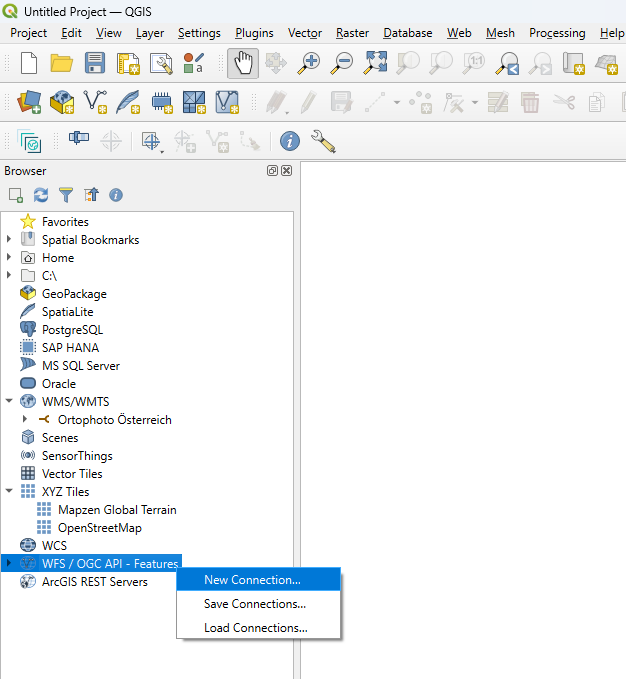 Untitled Project — QGIS
Project Edit View Layer Settings Plugins Vector Raster Database Web Mesh Processing Help
1:1
Browser
Favorites
Spatial Bookmarks
Home
C:\
GeoPackage
SpatiaLite
PostgreSQL
SAP HANA
MS SQL Server
Oracle
WMS/WMTS
Ortophoto Österreich
Scenes
SensorThings
Vector Tiles
XYZ Tiles
Mapzen Global Terrain
OpenStreetMap
WCS
WFS / OGC API - Features
New Connection...
ArcGIS REST Servers
Save Connections...
Load Connections...